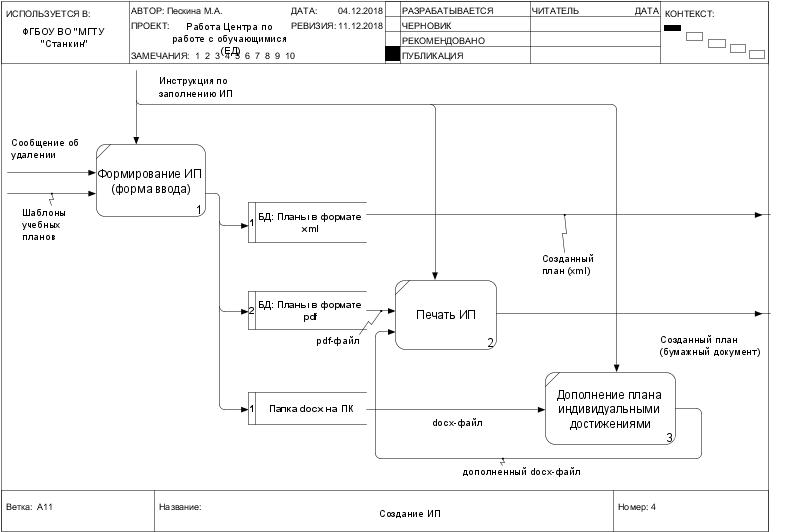 ИСПОЛЬЗУЕТСЯ В:
ФГБОУ ВО "МГТУ
"Станкин"
АВТОР: Пескина М.А.
ДАТА: 04.12.2018
ПРОЕКТ: Работа Центра по
работе с обучающимися
(ЕД)
РЕВИЗИЯ: 11.12.2018
ЗАМЕЧАНИЯ: 1 2 3 4 5 6 7 8 9 10
РАЗРАБАТЫВАЕТСЯ
ЧЕРНОВИК
РЕКОМЕНДОВАНО
ПУБЛИКАЦИЯ
ЧИТАТЕЛЬ
ДАТА
КОНТЕКСТ:
Инструкция по
заполнению ИП
Сообщение об
удалении
Формирование ИП
(форма ввода)
1
Шаблоны
учебных
планов
1 БД: Планы в формате
xml
Созданный
план (xml)
2 БД: Планы в формате
pdf
pdf-файл
Печать ИП
2
Созданный план
(бумажный документ)
1 Папка docx на ПК
docx-файл
Дополнение плана
индивидуальными
достижениями
3
дополненный docx-файл
Ветка: A11
Название:
Создание ИП
Номер: 4